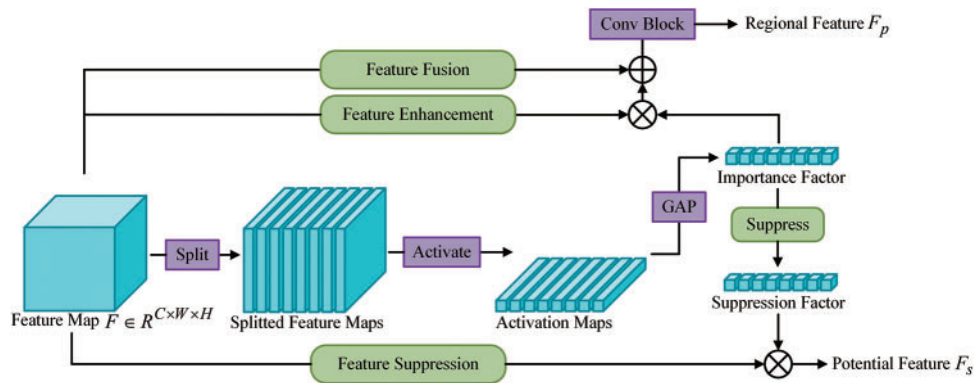 Conv Block
Regional Feature F_p
Feature Fusion
Feature Enhancement
Importance Factor
GAP
Split
Activate
Suppress
Feature Map F ∈ R^{C×W×H}
Splitted Feature Maps
Activation Maps
Suppression Factor
Feature Suppression
Potential Feature F_s